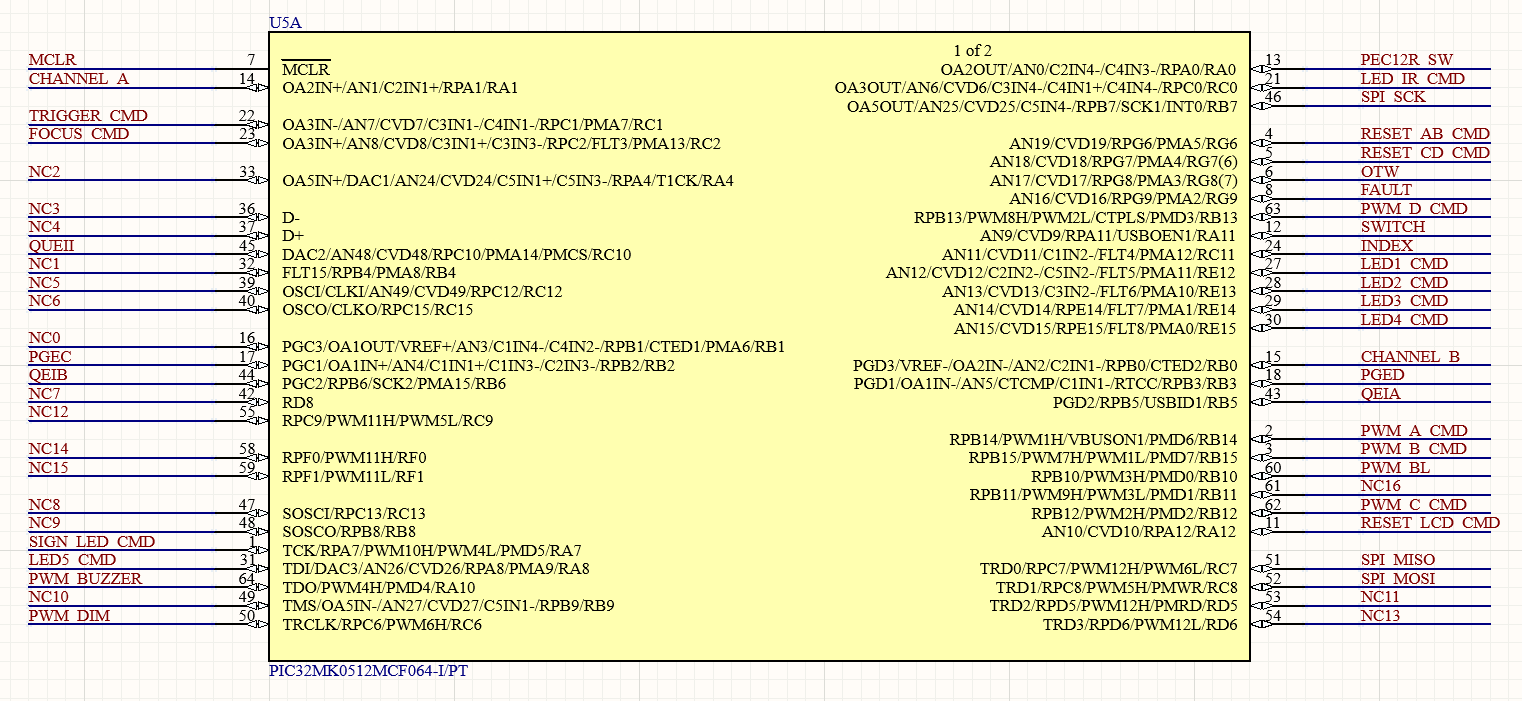 U5A
1 of 2
MCLR 7 MCLR
CHANNEL_A 14 OA2IN+/AN1/C2IN1+/RPA1/RA1
TRIGGER_CMD 22 OA3IN-/AN7/CVD7/C3IN1-/C4IN1-/RPC1/PMA7/RC1
FOCUS_CMD 23 OA3IN+/AN8/CVD8/C3IN1+/C3IN3-/RPC2/FLT3/PMA13/RC2
NC2 33 OA5IN+/DAC1/AN24/CVD24/C5IN1+/C5IN3-/RPA4/T1CK/RA4
NC3 36 D-
NC4 37 D+
QUEII 45 DAC2/AN48/CVD48/RPC10/PMA14/PMCS/RC10
NC1 32 FLT15/RPB4/PMA8/RB4
NC5 39 OSCI/CLKI/AN49/CVD49/RPC12/RC12
NC6 40 OSCO/CLKO/RPC15/RC15
NC0 16 PGC3/OA1OUT/VREF+/AN3/C1IN4-/C4IN2-/RPB1/CTED1/PMA6/RB1
PGEC 17 PGC1/OA1IN+/AN4/C1IN1+/C1IN3-/C2IN3-/RPB2/RB2
QEIB 44 PGC2/RPB6/SCK2/PMA15/RB6
NC7 42 RD8
NC12 55 RPC9/PWM11H/PWM5L/RC9
NC14 58 RPF0/PWM11H/RF0
NC15 59 RPF1/PWM11L/RF1
NC8 47 SOSCI/RPC13/RC13
NC9 48 SOSCO/RPB8/RB8
SIGN_LED_CMD 1 TCK/RPA7/PWM10H/PWM4L/PMD5/RA7
LED5_CMD 31 TDI/DAC3/AN26/CVD26/RPA8/PMA9/RA8
PWM_BUZZER 64 TDO/PWM4H/PMD4/RA10
NC10 49 TMS/OA5IN-/AN27/CVD27/C5IN1-/RPB9/RB9
PWM_DIM 50 TRCLK/RPC6/PWM6H/RC6
OA2OUT/AN0/C2IN4-/C4IN3-/RPA0/RA0 13 PEC12R_SW
OA3OUT/AN6/CVD6/C3IN4-/C4IN1+/C4IN4-/RPC0/RC0 21 LED_IR_CMD
OA5OUT/AN25/CVD25/C5IN4-/RPB7/SCK1/INT0/RB7 46 SPI_SCK
AN19/CVD19/RPG6/PMA5/RG6 4 RESET_AB_CMD
AN18/CVD18/RPG7/PMA4/RG7(6) 5 RESET_CD_CMD
AN17/CVD17/RPG8/PMA3/RG8(7) 6 OTW
AN16/CVD16/RPG9/PMA2/RG9 8 FAULT
RPB13/PWM8H/PWM2L/CTPLS/PMD3/RB13 63 PWM_D_CMD
AN9/CVD9/RPA11/USBOEN1/RA11 12 SWITCH
AN11/CVD11/C1IN2-/FLT4/PMA12/RC11 24 INDEX
AN12/CVD12/C2IN2-/C5IN2-/FLT5/PMA11/RE12 27 LED1_CMD
AN13/CVD13/C3IN2-/FLT6/PMA10/RE13 28 LED2_CMD
AN14/CVD14/RPE14/FLT7/PMA1/RE14 29 LED3_CMD
AN15/CVD15/RPE15/FLT8/PMA0/RE15 30 LED4_CMD
PGD3/VREF-/OA2IN-/AN2/C2IN1-/RPB0/CTED2/RB0 15 CHANNEL_B
PGD1/OA1IN-/AN5/CTCMP/C1IN1-/RTCC/RPB3/RB3 18 PGED
PGD2/RPB5/USBID1/RB5 43 QEIA
RPB14/PWM1H/VBUSON1/PMD6/RB14 2 PWM_A_CMD
RPB15/PWM7H/PWM1L/PMD7/RB15 3 PWM_B_CMD
RPB10/PWM3H/PMD0/RB10 60 PWM_BL
RPB11/PWM9H/PWM3L/PMD1/RB11 61 NC16
RPB12/PWM2H/PMD2/RB12 62 PWM_C_CMD
AN10/CVD10/RPA12/RA12 11 RESET_LCD_CMD
TRD0/RPC7/PWM12H/PWM6L/RC7 51 SPI_MISO
TRD1/RPC8/PWM5H/PMWR/RC8 52 SPI_MOSI
TRD2/RPD5/PWM12H/PMRD/RD5 53 NC11
TRD3/RPD6/PWM12L/RD6 54 NC13
PIC32MK0512MCF064-I/PT